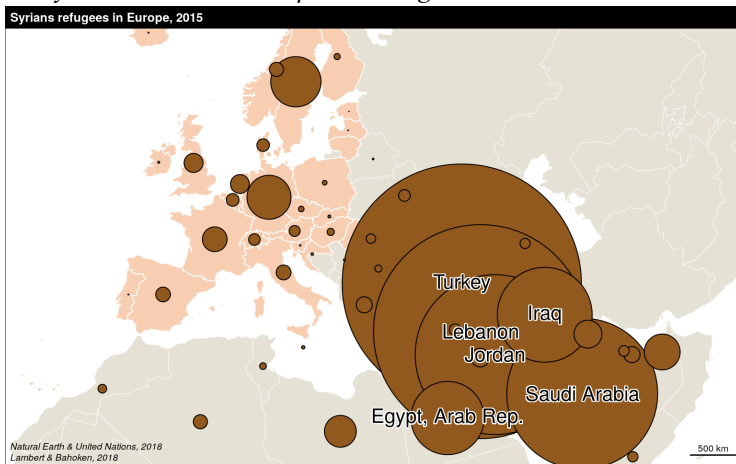 Syrians refugees in Europe, 2015
Turkey
Iraq
Lebanon
Jordan
Saudi Arabia
Egypt, Arab Rep.
Natural Earth & United Nations, 2018
Lambert & Bahoken, 2018
500 km